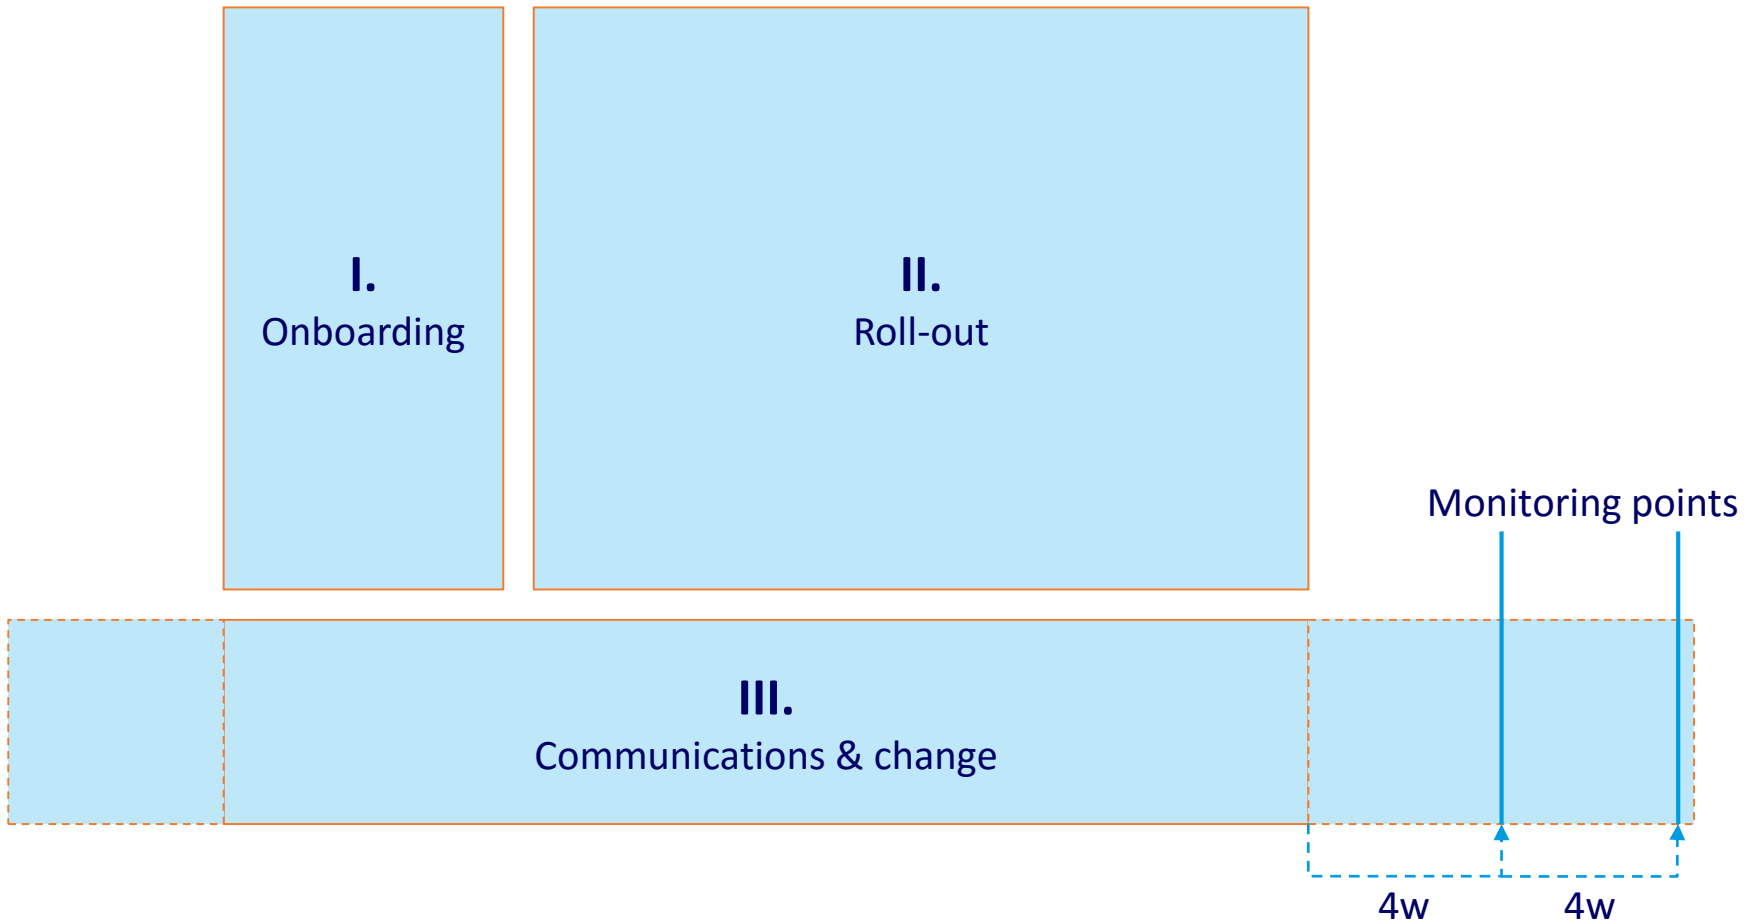 I.
Onboarding
II.
Roll-out
Monitoring points
III.
Communications & change
4w
4w